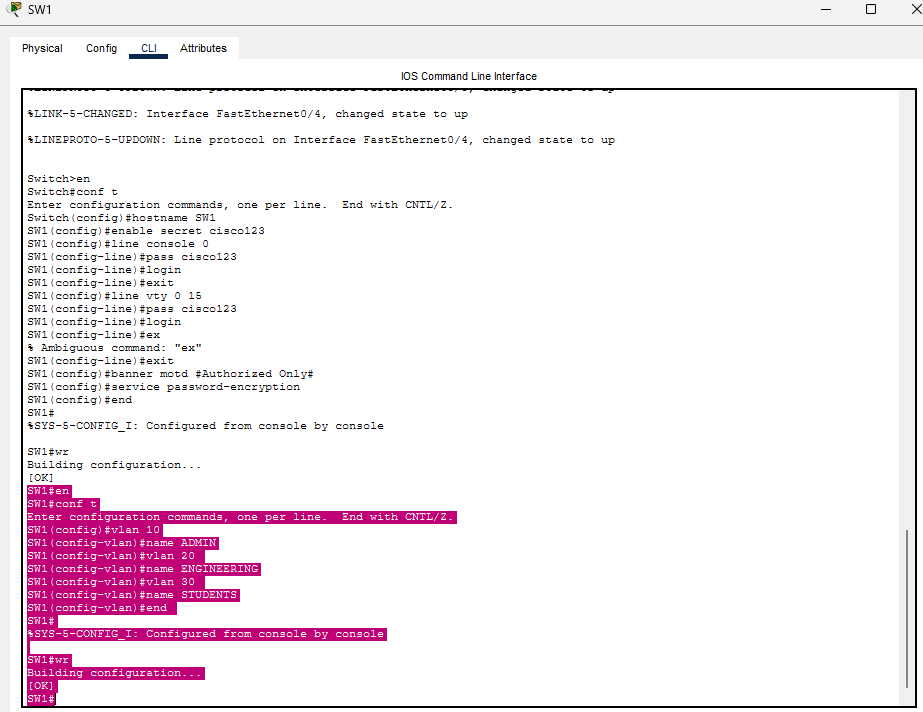 SW1
Physical Config CLI Attributes
IOS Command Line Interface
%LINK-5-CHANGED: Interface FastEthernet0/4, changed state to up
%LINEPROTO-5-UPDOWN: Line protocol on Interface FastEthernet0/4, changed state to up
Switch>en
Switch#conf t
Enter configuration commands, one per line.  End with CNTL/Z.
Switch(config)#hostname SW1
SW1(config)#enable secret cisco123
SW1(config)#line console 0
SW1(config-line)#pass cisco123
SW1(config-line)#login
SW1(config-line)#exit
SW1(config)#line vty 0 15
SW1(config-line)#pass cisco123
SW1(config-line)#login
SW1(config-line)#ex
% Ambiguous command: "ex"
SW1(config-line)#exit
SW1(config)#banner motd #Authorized Only#
SW1(config)#service password-encryption
SW1(config)#end
SW1#
%SYS-5-CONFIG_I: Configured from console by console
SW1#wr
Building configuration...
[OK]
SW1#en
SW1#conf t
Enter configuration commands, one per line.  End with CNTL/Z.
SW1(config)#vlan 10
SW1(config-vlan)#name ADMIN
SW1(config-vlan)#vlan 20
SW1(config-vlan)#name ENGINEERING
SW1(config-vlan)#vlan 30
SW1(config-vlan)#name STUDENTS
SW1(config-vlan)#end
SW1#
%SYS-5-CONFIG_I: Configured from console by console
SW1#wr
Building configuration...
[OK]
SW1#